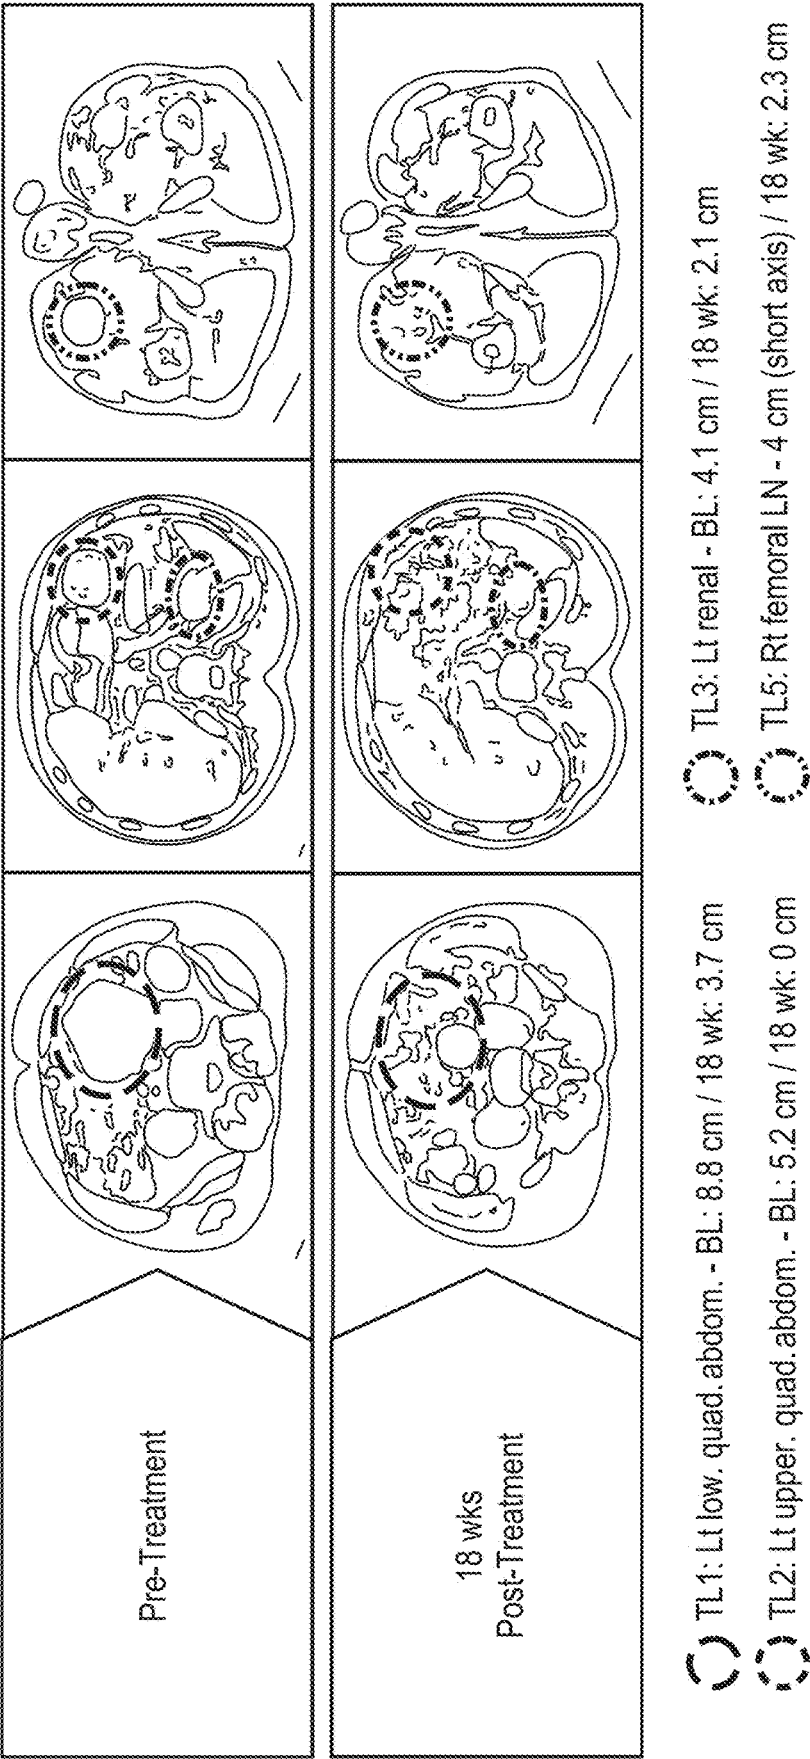 Pre-Treatment
18 wks
Post-Treatment
TL1: Lt low. quad. abdom. - BL: 8.8 cm / 18 wk: 3.7 cm
TL2: Lt upper. quad. abdom. - BL: 5.2 cm / 18 wk: 0 cm
TL3: Lt renal - BL: 4.1 cm / 18 wk: 2.1 cm
TL5: Rt femoral LN - 4 cm (short axis) / 18 wk: 2.3 cm